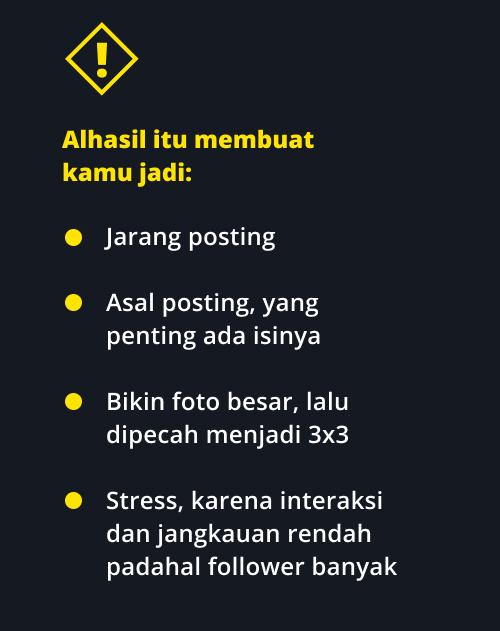 Alhasil itu membuat
kamu jadi:
Jarang posting
Asal posting, yang
penting ada isinya
Bikin foto besar, lalu
dipecah menjadi 3x3
Stress, karena interaksi
dan jangkauan rendah
padahal follower banyak